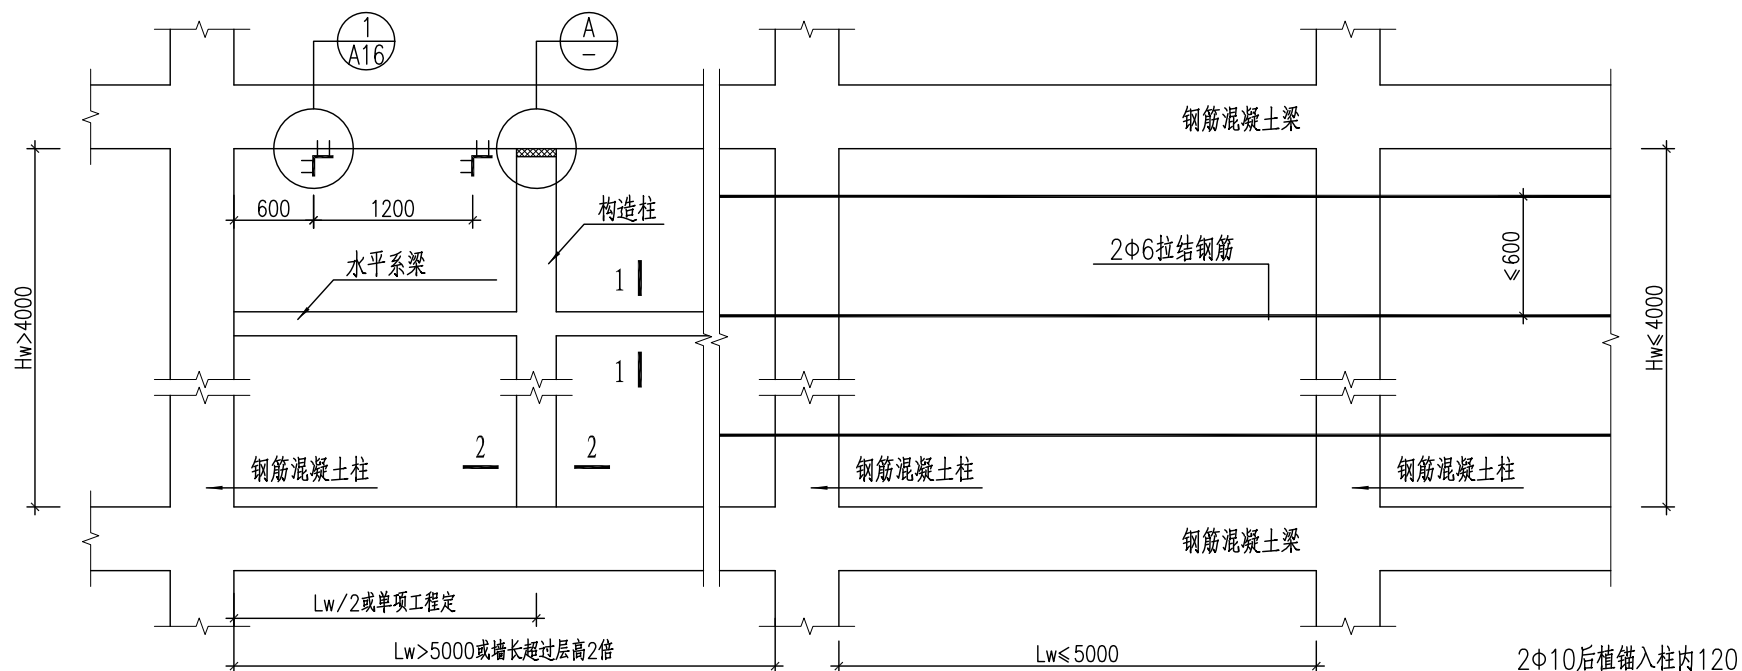 1
A16
A
—
钢筋混凝土梁
600
1200
构造柱
水平系梁
1
1
2Φ6拉结钢筋
≤600
Hw>4000
Hw≤4000
2
2
钢筋混凝土柱
钢筋混凝土柱
钢筋混凝土柱
钢筋混凝土梁
Lw/2或单项工程定
Lw>5000或墙长超过层高2倍
Lw≤5000
2Φ10后植锚入柱内120